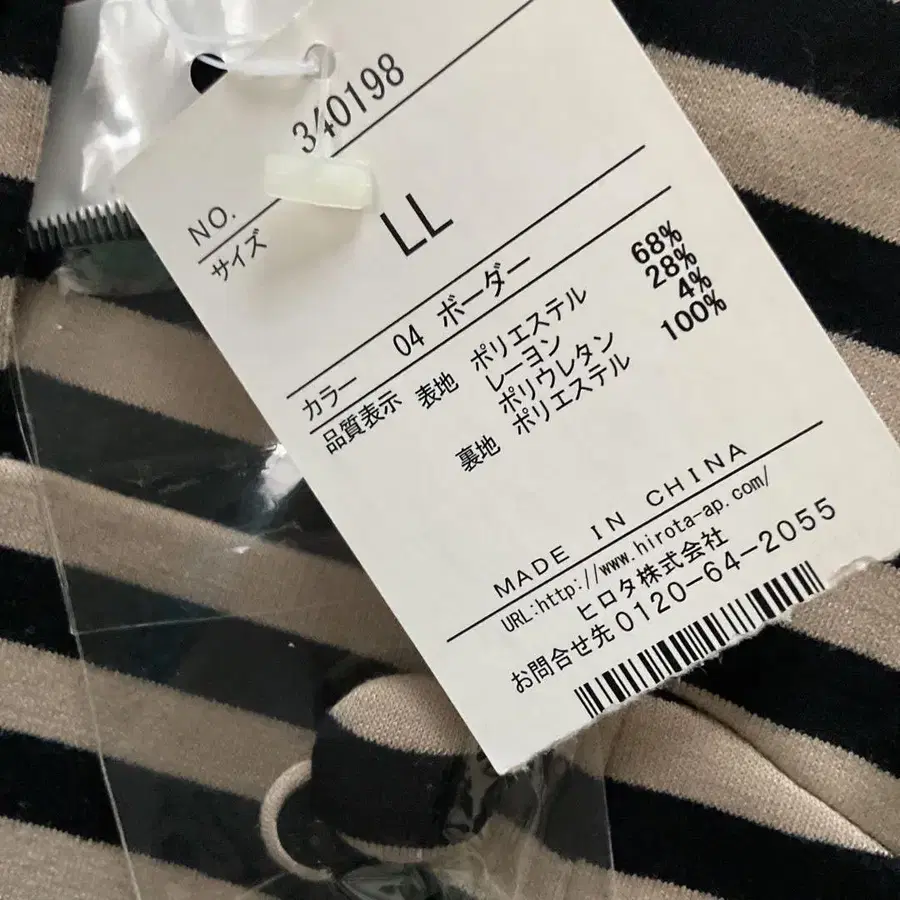 NO. 340198
サイズ LL
カラー 04 ボーダー
品質表示 表地 ポリエステル 68%
レーヨン 28%
ポリウレタン 4%
裏地 ポリエステル 100%
MADE IN CHINA
URL:http://www.hirota-ap.com/
ヒロタ株式会社
お問合せ先 0120-64-2055